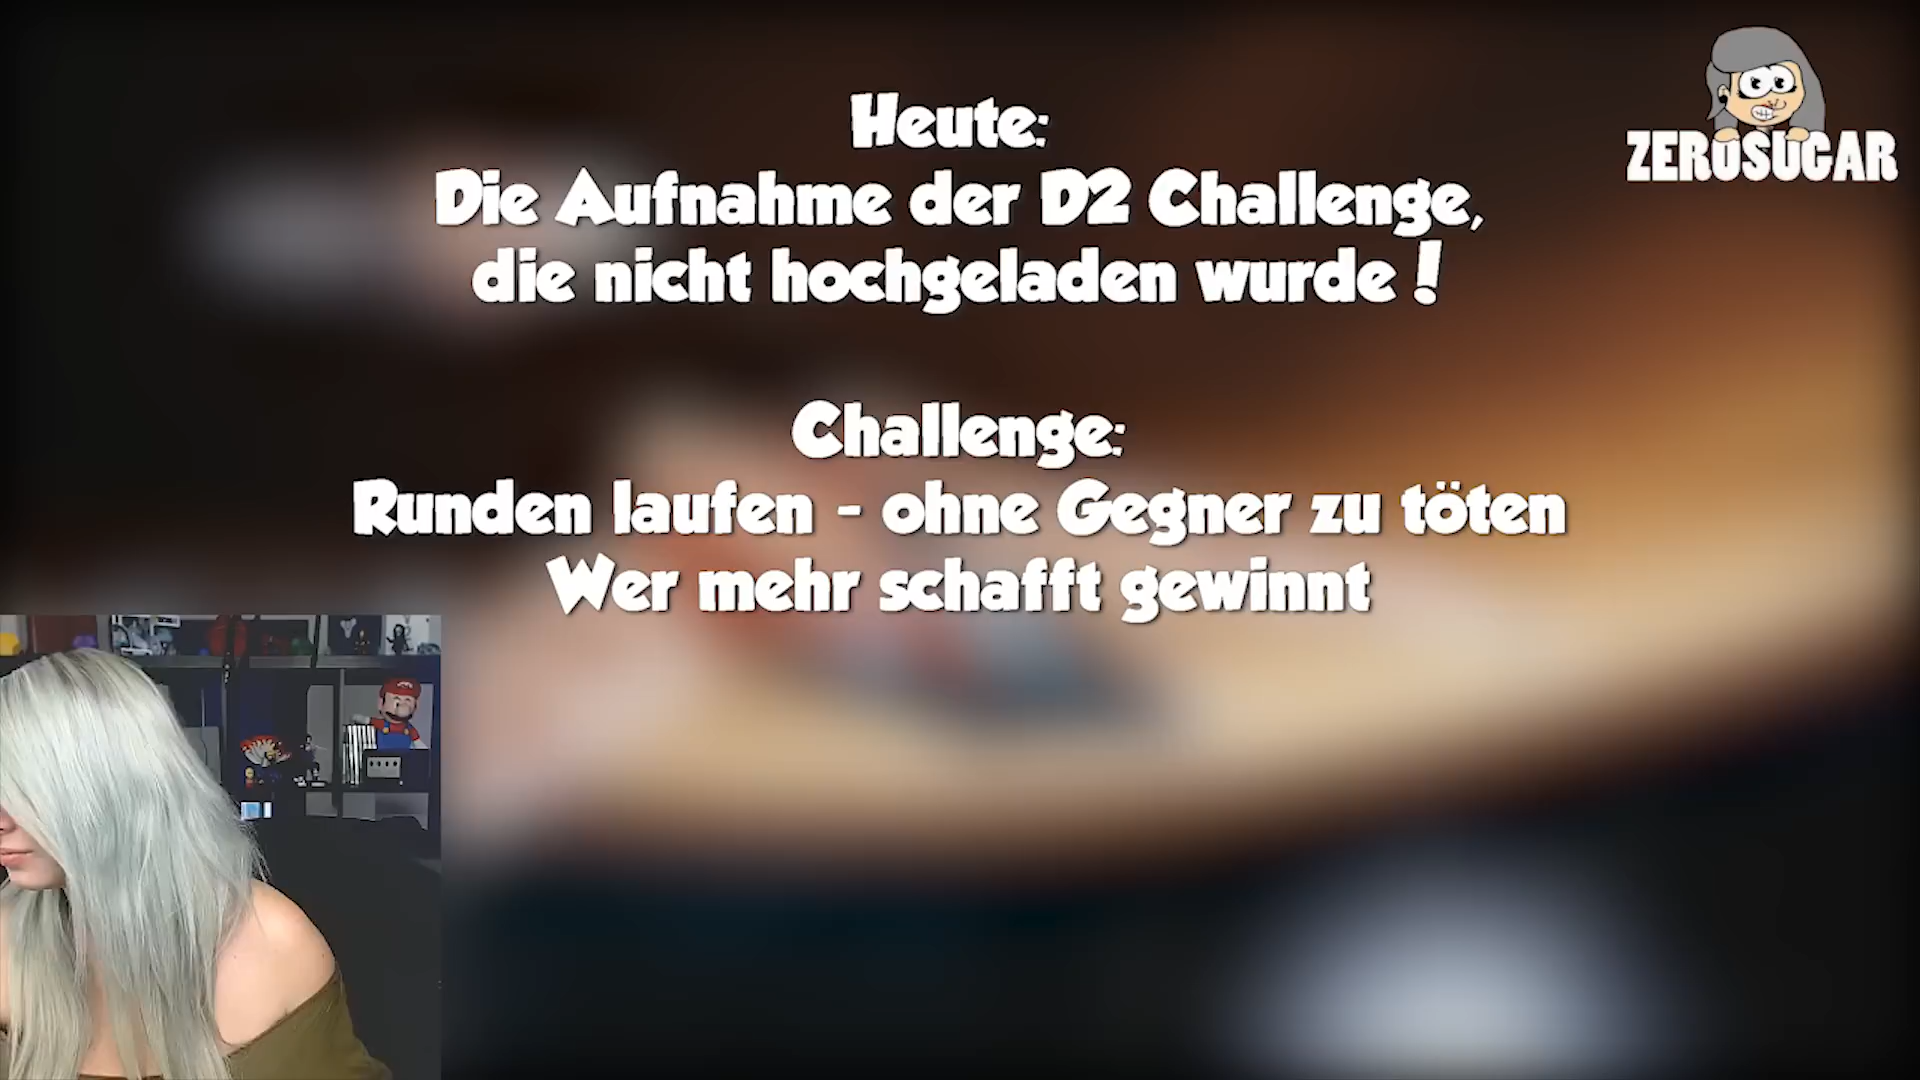 Heute:
Die Aufnahme der D2 Challenge,
die nicht hochgeladen wurde!
Challenge:
Runden laufen - ohne Gegner zu töten
Wer mehr schafft gewinnt
ZEROSUGAR